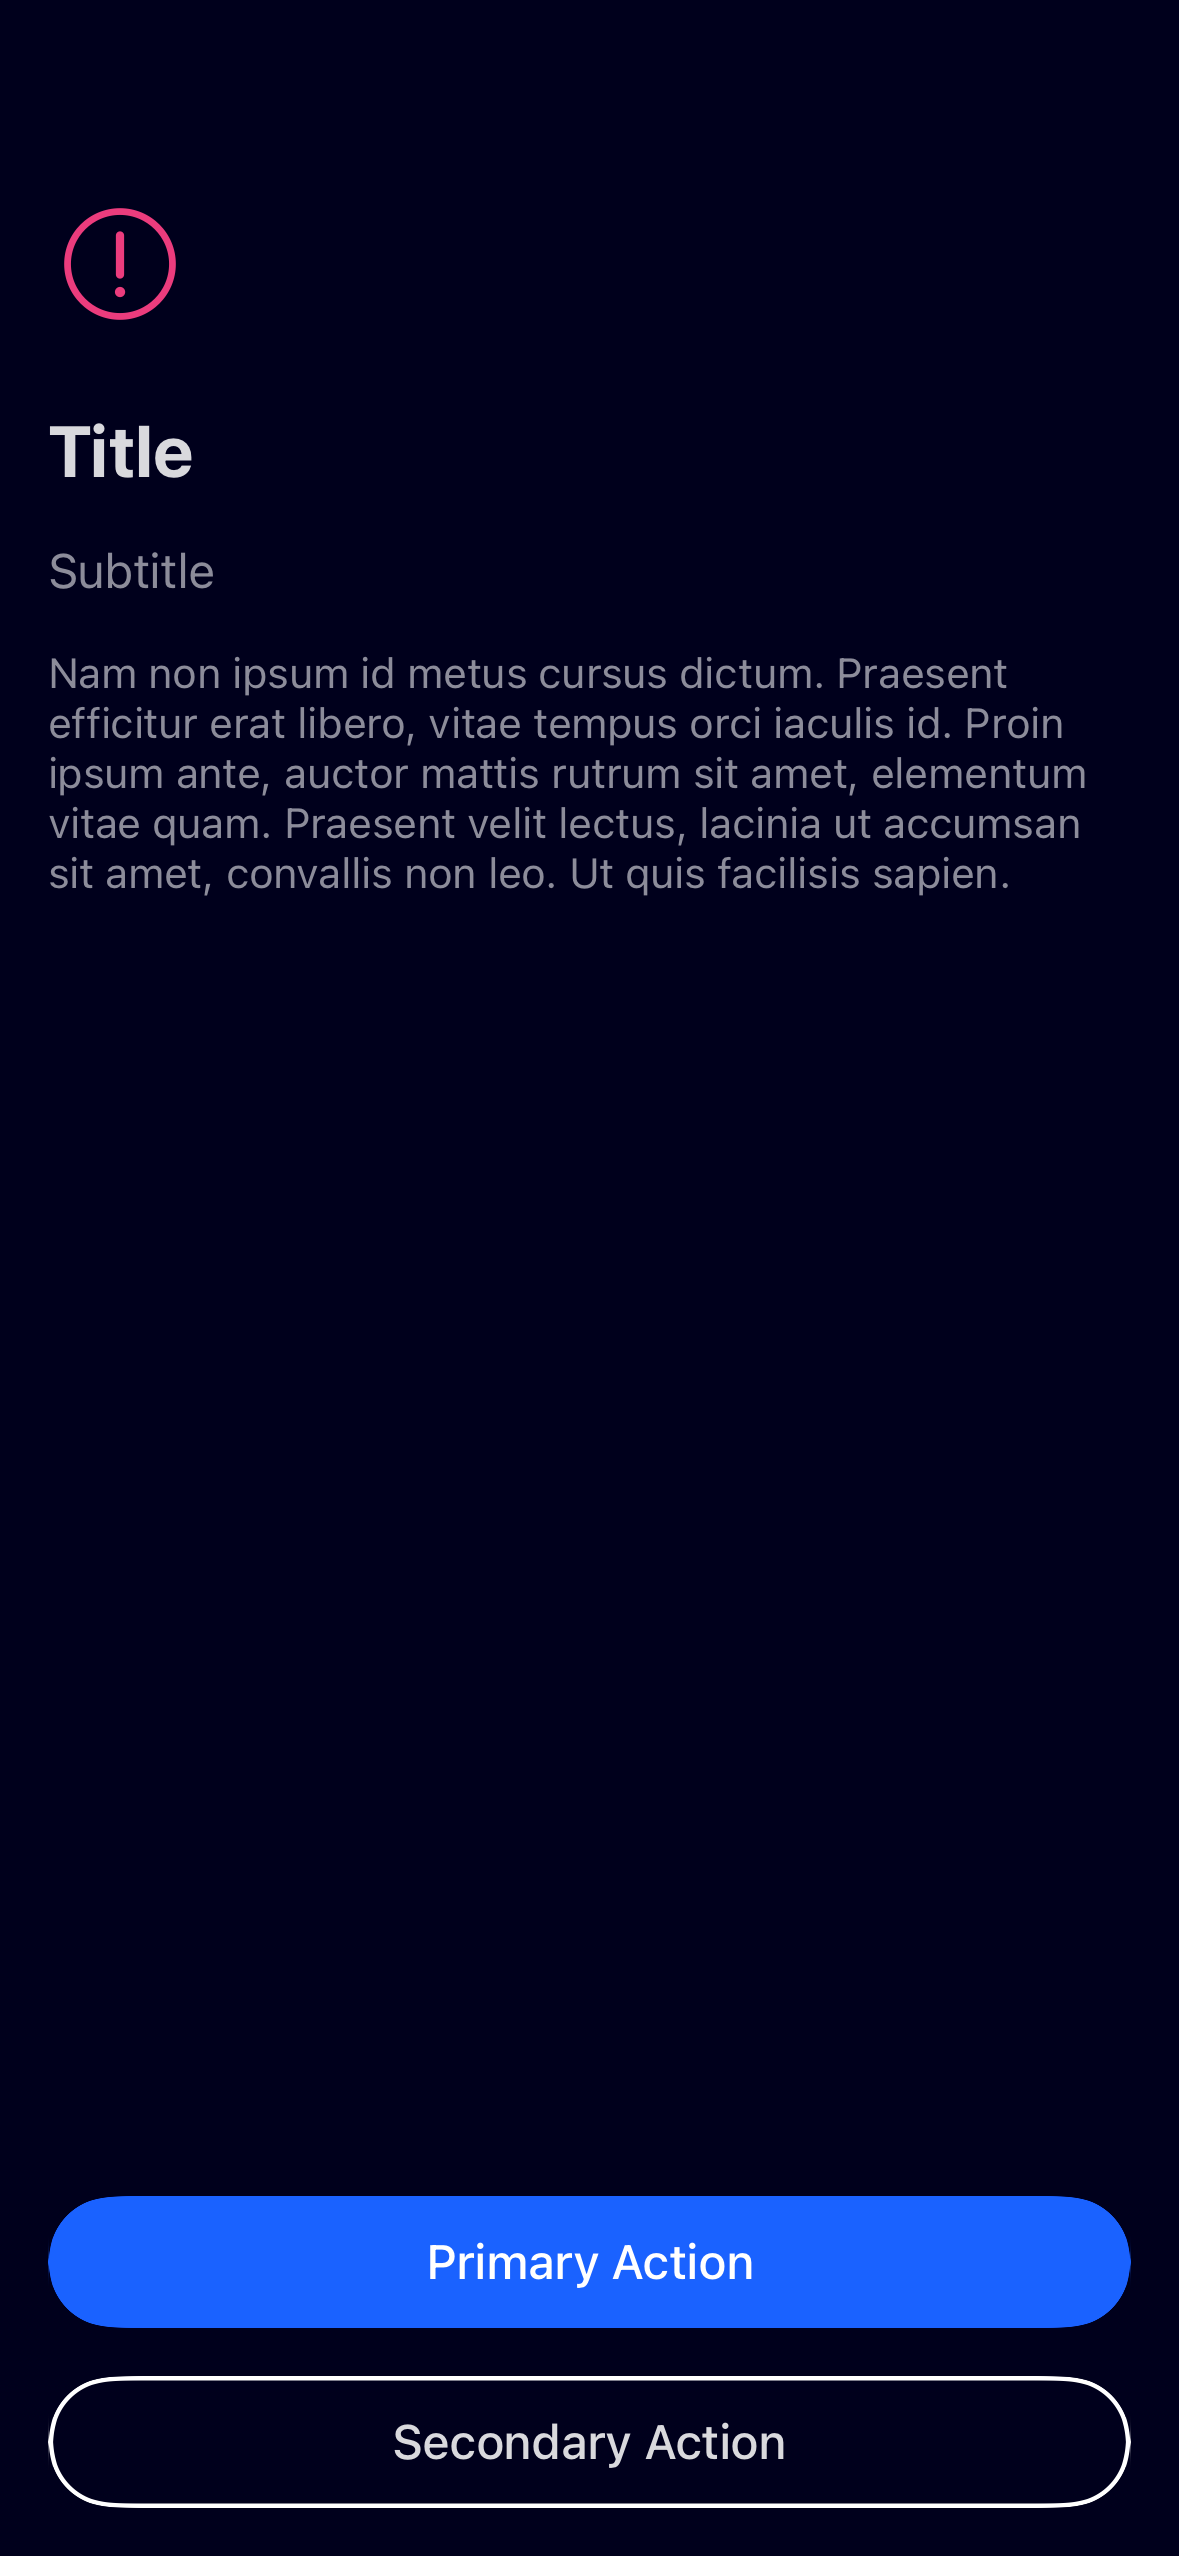 Title
Subtitle
Nam non ipsum id metus cursus dictum. Praesent
efficitur erat libero, vitae tempus orci iaculis id. Proin
ipsum ante, auctor mattis rutrum sit amet, elementum
vitae quam. Praesent velit lectus, lacinia ut accumsan
sit amet, convallis non leo. Ut quis facilisis sapien.
Primary Action
Secondary Action